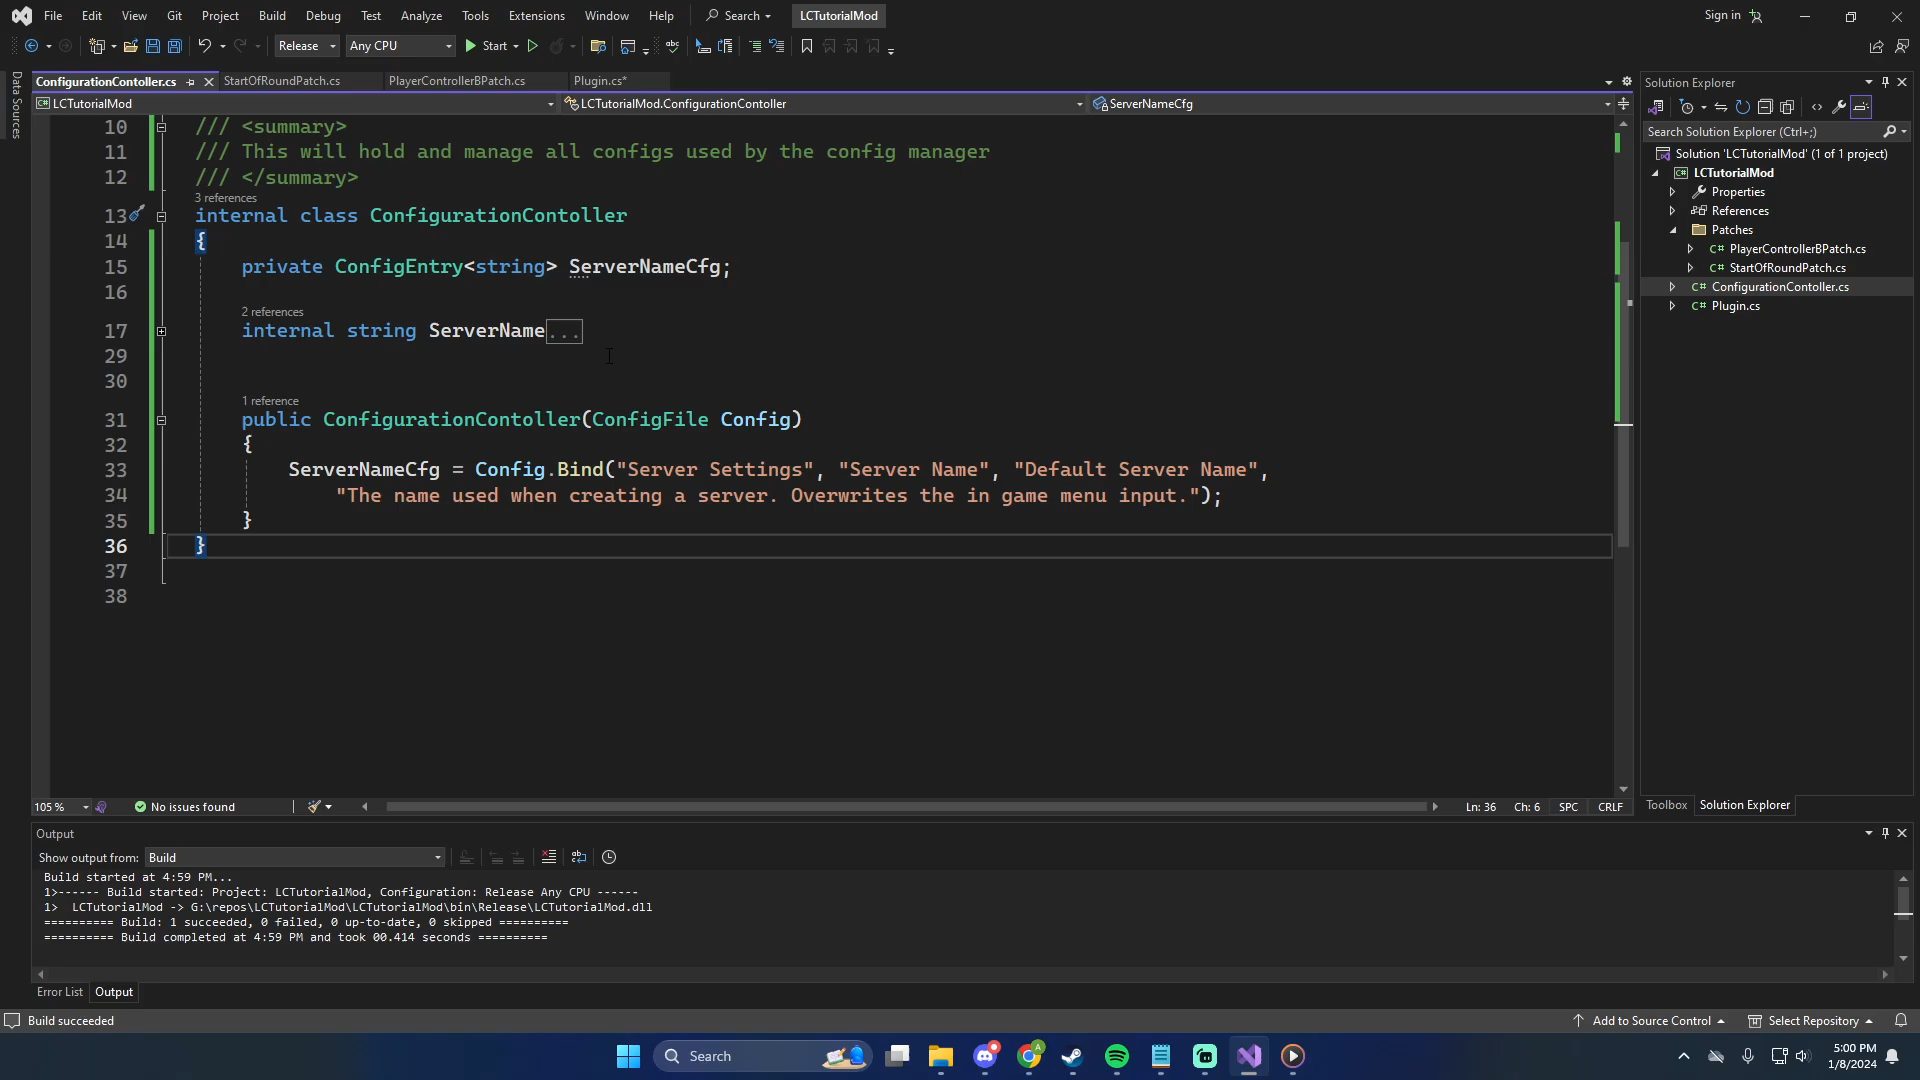 File Edit View Git Project Build Debug Test Analyze Tools Extensions Window Help Search LCTutorialMod Sign in
Release Any CPU Start
Data Sources
ConfigurationContoller.cs StartOfRoundPatch.cs PlayerControllerBPatch.cs Plugin.cs*
LCTutorialMod LCTutorialMod.ConfigurationContoller ServerNameCfg
10 /// <summary>
11 /// This will hold and manage all configs used by the config manager
12 /// </summary>
3 references
13 internal class ConfigurationContoller
14 {
15 private ConfigEntry<string> ServerNameCfg;
16
2 references
17 internal string ServerName...
29
30
1 reference
31 public ConfigurationContoller(ConfigFile Config)
32 {
33 ServerNameCfg = Config.Bind("Server Settings", "Server Name", "Default Server Name",
34 "The name used when creating a server. Overwrites the in game menu input.");
35 }
36 }
37
38
105 % No issues found Ln: 36 Ch: 6 SPC CRLF
Solution Explorer
Search Solution Explorer (Ctrl+;)
Solution 'LCTutorialMod' (1 of 1 project)
LCTutorialMod
Properties
References
Patches
C# PlayerControllerBPatch.cs
C# StartOfRoundPatch.cs
C# ConfigurationContoller.cs
C# Plugin.cs
Toolbox Solution Explorer
Output
Show output from: Build
Build started at 4:59 PM...
1>------ Build started: Project: LCTutorialMod, Configuration: Release Any CPU ------
1>  LCTutorialMod -> G:\repos\LCTutorialMod\LCTutorialMod\bin\Release\LCTutorialMod.dll
========== Build: 1 succeeded, 0 failed, 0 up-to-date, 0 skipped ==========
========== Build completed at 4:59 PM and took 00.414 seconds ==========
Error List Output
Build succeeded Add to Source Control Select Repository
Search 5:00 PM
1/8/2024